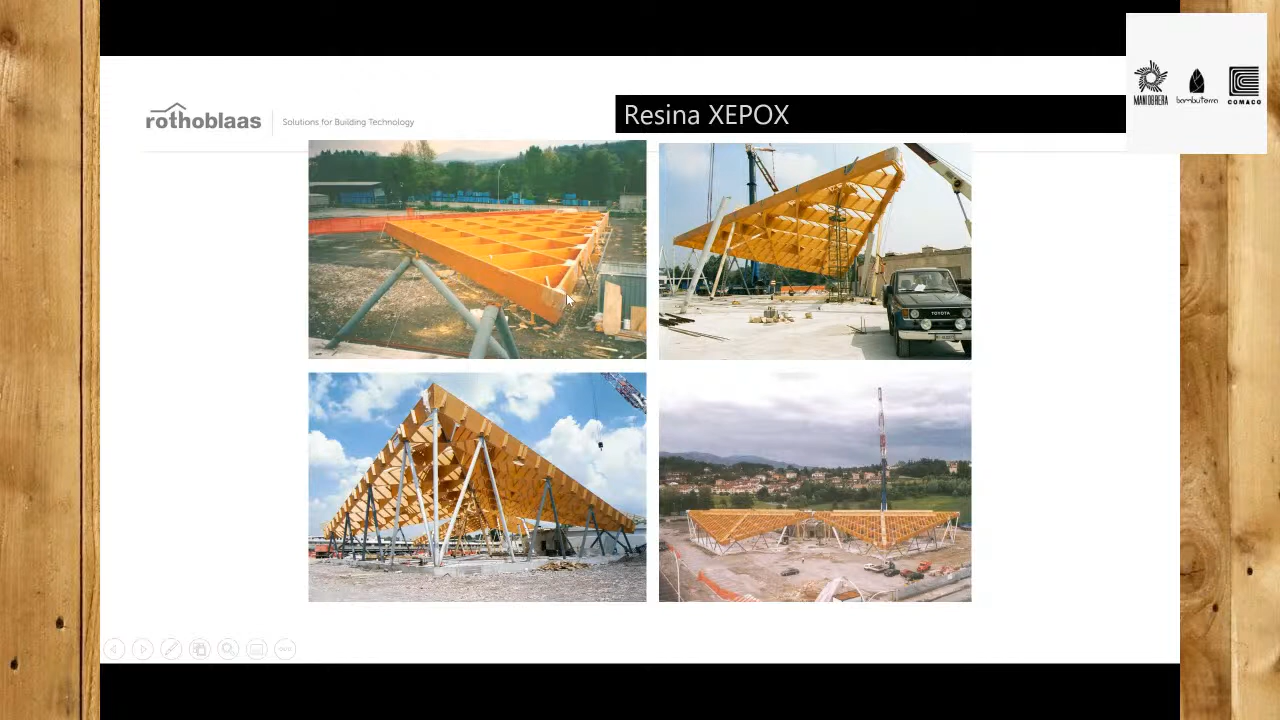 rothoblaas
Solutions for Building Technology
Resina XEPOX
MANIOBRERA
bambuterra
COMACO
TOYOTA